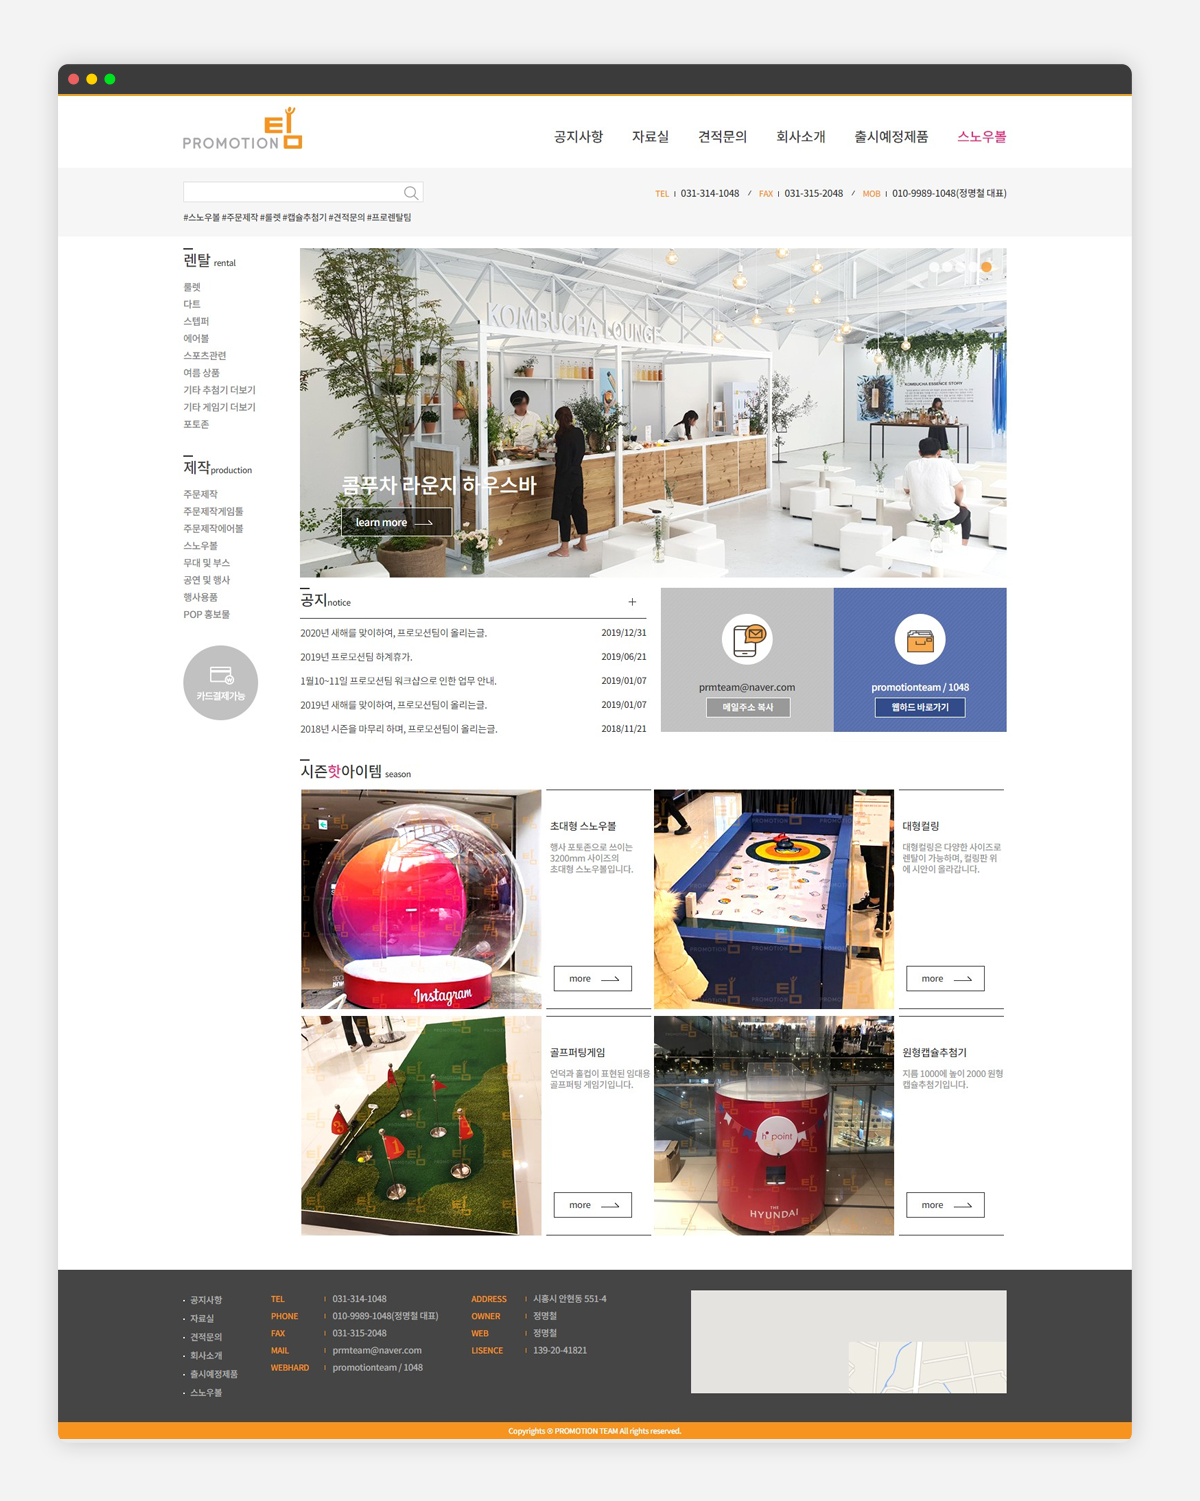 PROMOTION 팀
공지사항 자료실 견적문의 회사소개 출시예정제품 스노우볼
TEL ı 031-314-1048 / FAX ı 031-315-2048 / MOB ı 010-9989-1048(정명철 대표)
#스노우볼 #주문제작 #룰렛 #캡슐추첨기 #견적문의 #프로렌탈팀
렌탈 rental
룰렛
다트
스텝퍼
에어볼
스포츠관련
여름 상품
기타 추첨기 더보기
기타 게임기 더보기
포토존
제작production
주문제작
주문제작게임툴
주문제작에어볼
스노우볼
무대 및 부스
공연 및 행사
행사용품
POP 홍보물
카드결제가능
KOMBUCHA LOUNGE
KOMBUCHA ESSENCE STORY
콤푸차 라운지 하우스바
learn more
공지notice +
2020년 새해를 맞이하여, 프로모션팀이 올리는글. 2019/12/31
2019년 프로모션팀 하계휴가. 2019/06/21
1월10~11일 프로모션팀 워크샵으로 인한 업무 안내. 2019/01/07
2019년 새해를 맞이하여, 프로모션팀이 올리는글. 2019/01/07
2018년 시즌을 마무리 하며, 프로모션팀이 올리는글. 2018/11/21
prmteam@naver.com
메일주소 복사
promotionteam / 1048
웹하드 바로가기
시즌핫아이템 season
Instagram
초대형 스노우볼
행사 포토존으로 쓰이는
3200mm 사이즈의
초대형 스노우볼입니다.
more
대형컬링
대형컬링은 다양한 사이즈로
렌탈이 가능하며, 컬링판 위
에 시안이 올라갑니다.
more
골프퍼팅게임
언덕과 홀컵이 표현된 임대용
골프퍼팅 게임기입니다.
more
h point
THE
HYUNDAI
원형캡슐추첨기
지름 1000에 높이 2000 원형
캡슐추첨기입니다.
more
공지사항
자료실
견적문의
회사소개
출시예정제품
스노우볼
TEL ı 031-314-1048
PHONE ı 010-9989-1048(정명철 대표)
FAX ı 031-315-2048
MAIL ı prmteam@naver.com
WEBHARD ı promotionteam / 1048
ADDRESS ı 시흥시 안현동 551-4
OWNER ı 정명철
WEB ı 정명철
LISENCE ı 139-20-41821
Copyrights ® PROMOTION TEAM All rights reserved.